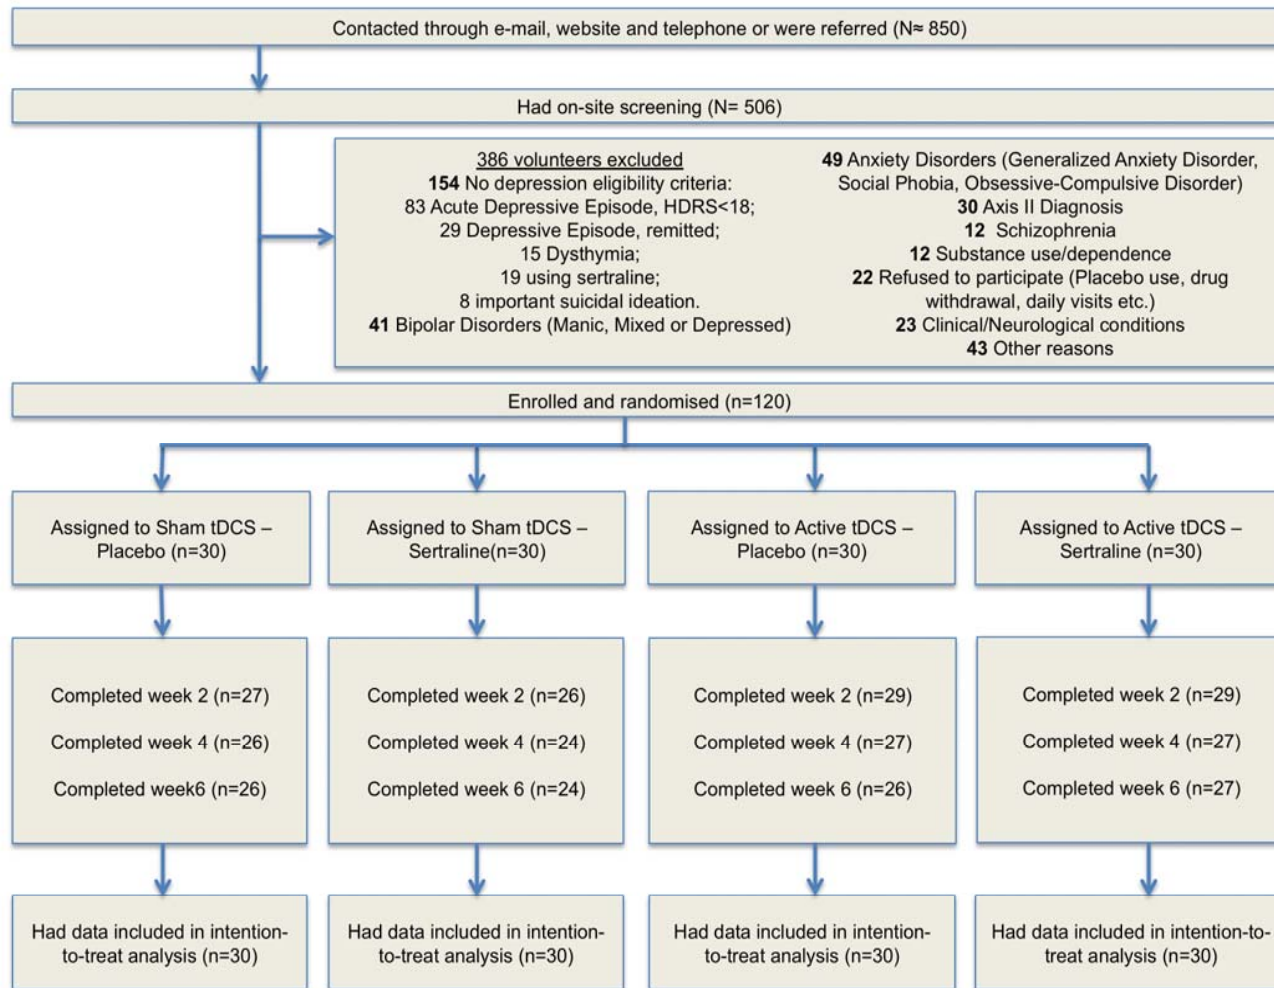 Contacted through e-mail, website and telephone or were referred (N≈ 850)
Had on-site screening (N= 506)
386 volunteers excluded
154 No depression eligibility criteria:
83 Acute Depressive Episode, HDRS<18;
29 Depressive Episode, remitted;
15 Dysthymia;
19 using sertraline;
8 important suicidal ideation.
41 Bipolar Disorders (Manic, Mixed or Depressed)
49 Anxiety Disorders (Generalized Anxiety Disorder,
Social Phobia, Obsessive-Compulsive Disorder)
30 Axis II Diagnosis
12 Schizophrenia
12 Substance use/dependence
22 Refused to participate (Placebo use, drug
withdrawal, daily visits etc.)
23 Clinical/Neurological conditions
43 Other reasons
Enrolled and randomised (n=120)
Assigned to Sham tDCS –
Placebo (n=30)
Assigned to Sham tDCS –
Sertraline(n=30)
Assigned to Active tDCS –
Placebo (n=30)
Assigned to Active tDCS –
Sertraline (n=30)
Completed week 2 (n=27)
Completed week 4 (n=26)
Completed week6 (n=26)
Completed week 2 (n=26)
Completed week 4 (n=24)
Completed week 6 (n=24)
Completed week 2 (n=29)
Completed week 4 (n=27)
Completed week 6 (n=26)
Completed week 2 (n=29)
Completed week 4 (n=27)
Completed week 6 (n=27)
Had data included in intention-
to-treat analysis (n=30)
Had data included in intention-
to-treat analysis (n=30)
Had data included in intention-
to-treat analysis (n=30)
Had data included in intention-to-
treat analysis (n=30)